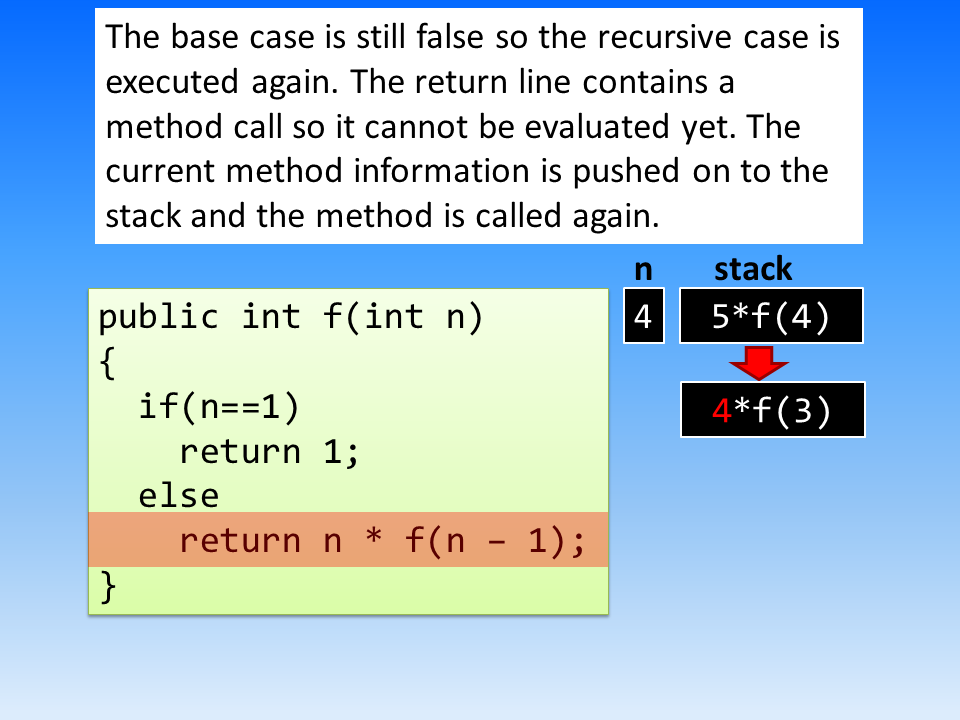 The base case is still false so the recursive case is
executed again. The return line contains a
method call so it cannot be evaluated yet. The
current method information is pushed on to the
stack and the method is called again.
n stack
public int f(int n)
{
if(n==1)
return 1;
else
return n * f(n – 1);
}
4 5*f(4)
4*f(3)